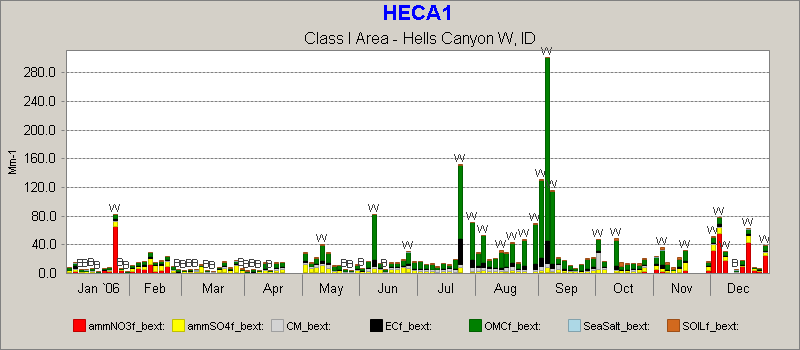 HECA1
Class I Area - Hells Canyon W, ID
280.0
240.0
200.0
160.0
120.0
80.0
40.0
0.0
Mm-1
Jan '06 Feb Mar Apr May Jun Jul Aug Sep Oct Nov Dec
ammNO3f_bext: ammSO4f_bext: CM_bext: ECf_bext: OMCf_bext: SeaSalt_bext: SOILf_bext: